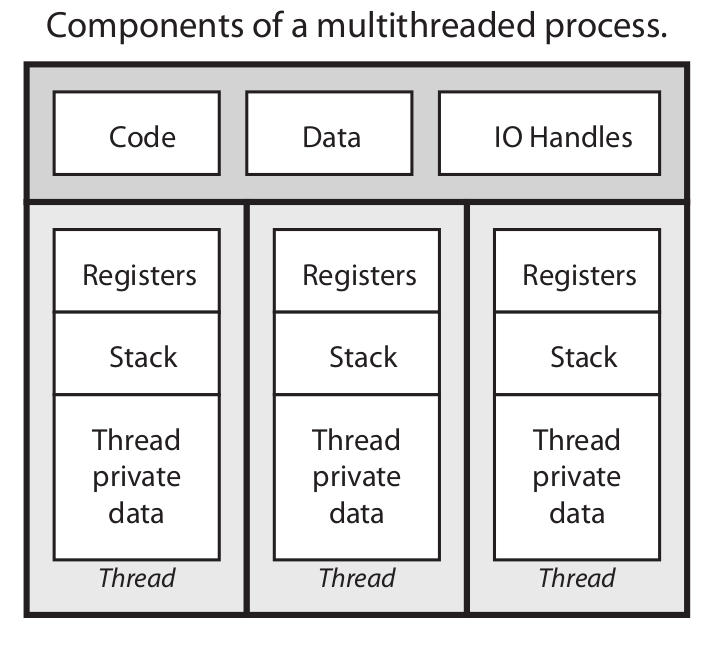 Components of a multithreaded process.
Code
Data
IO Handles
Registers
Stack
Thread
private
data
Thread
Registers
Stack
Thread
private
data
Thread
Registers
Stack
Thread
private
data
Thread